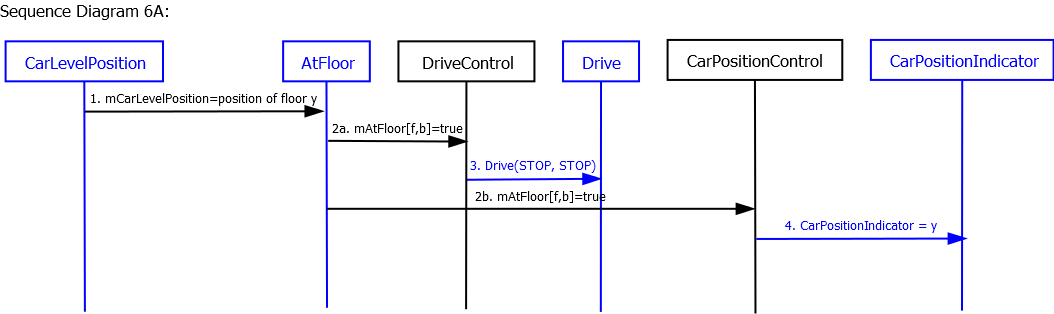 Sequence Diagram 6A:
CarLevelPosition
AtFloor
DriveControl
Drive
CarPositionControl
CarPositionIndicator
1. mCarLevelPosition=position of floor y
2a. mAtFloor[f,b]=true
3. Drive(STOP, STOP)
2b. mAtFloor[f,b]=true
4. CarPositionIndicator = y